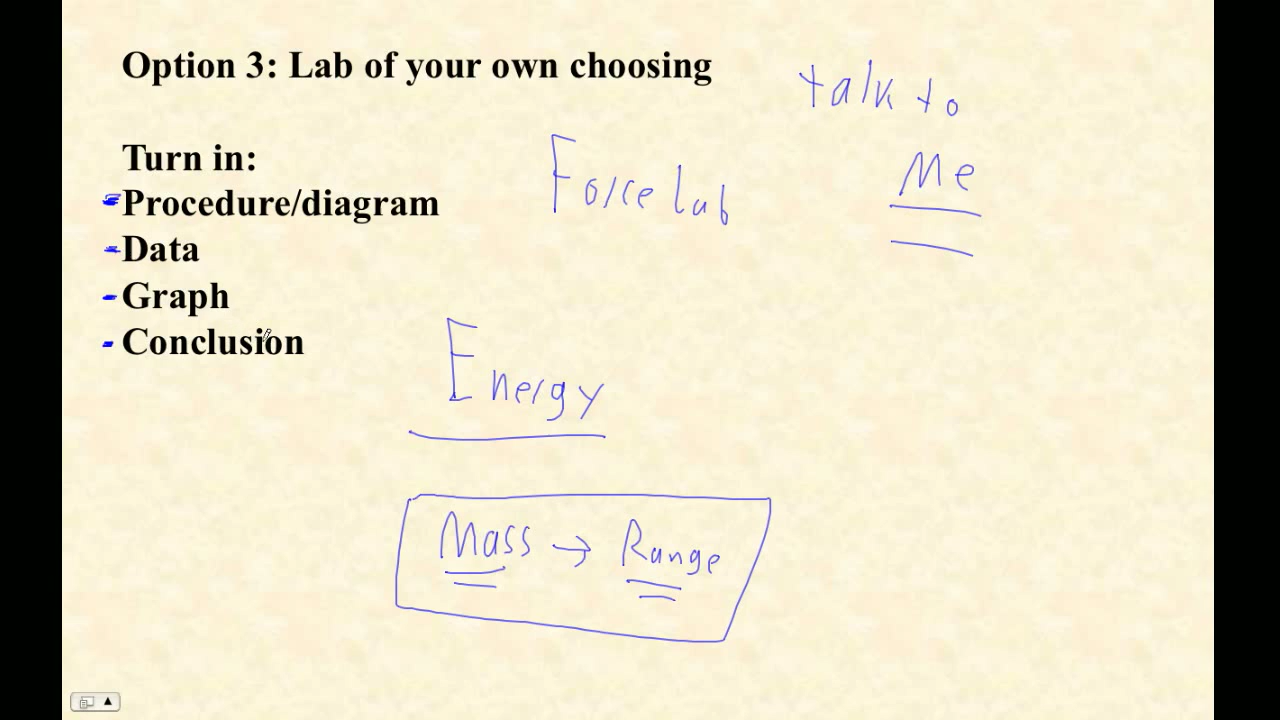 Option 3: Lab of your own choosing
talk to
Me
Turn in:
-Procedure/diagram
-Data
-Graph
-Conclusion
Force lab
Energy
Mass → Range